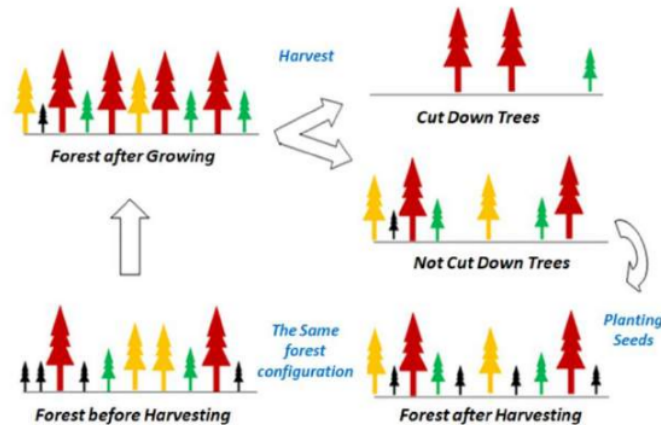 Harvest
Cut Down Trees
Forest after Growing
Not Cut Down Trees
Planting
Seeds
The Same
forest
configuration
Forest before Harvesting
Forest after Harvesting